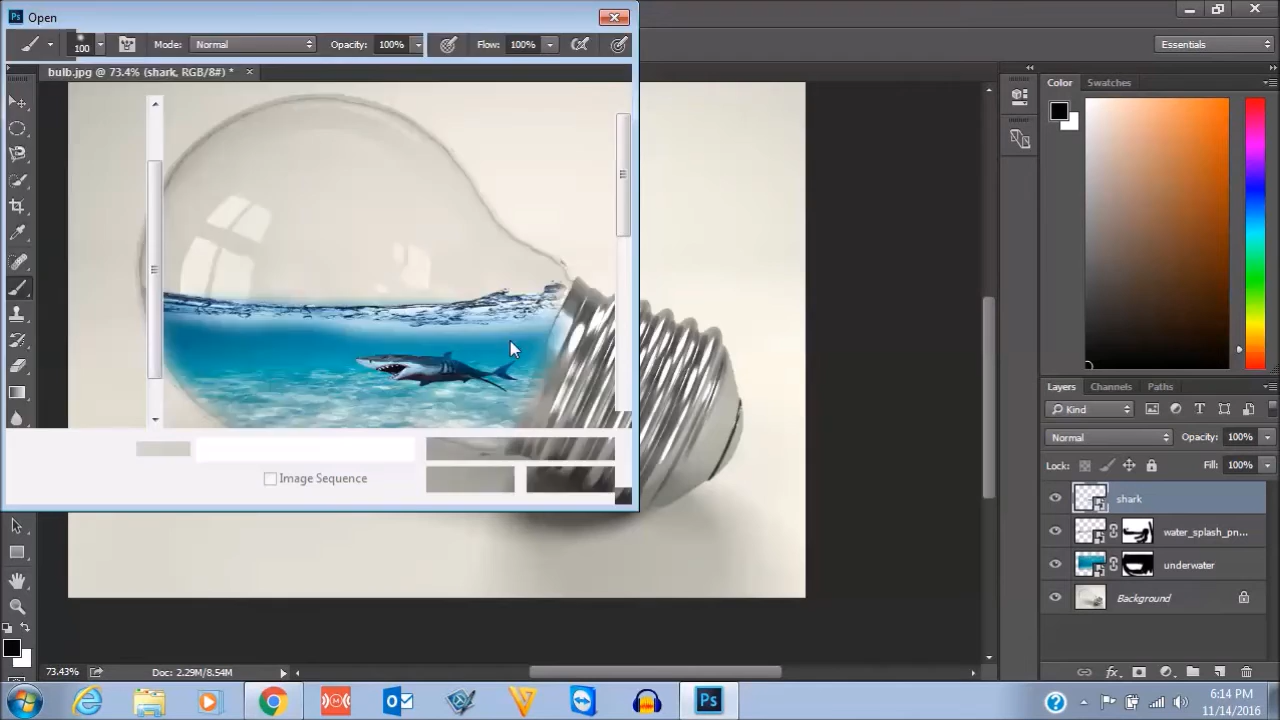 Ps Open
100 Mode: Normal Opacity: 100% Flow: 100% Essentials
bulb.jpg @ 73.4% (shark, RGB/8#) *
Color Swatches
Layers Channels Paths
Kind
Normal Opacity: 100%
Lock: Fill: 100%
shark
water_splash_pn...
underwater
Background
Image Sequence
73.43% Doc: 2.29M/8.54M
Ps
6:14 PM
11/14/2016